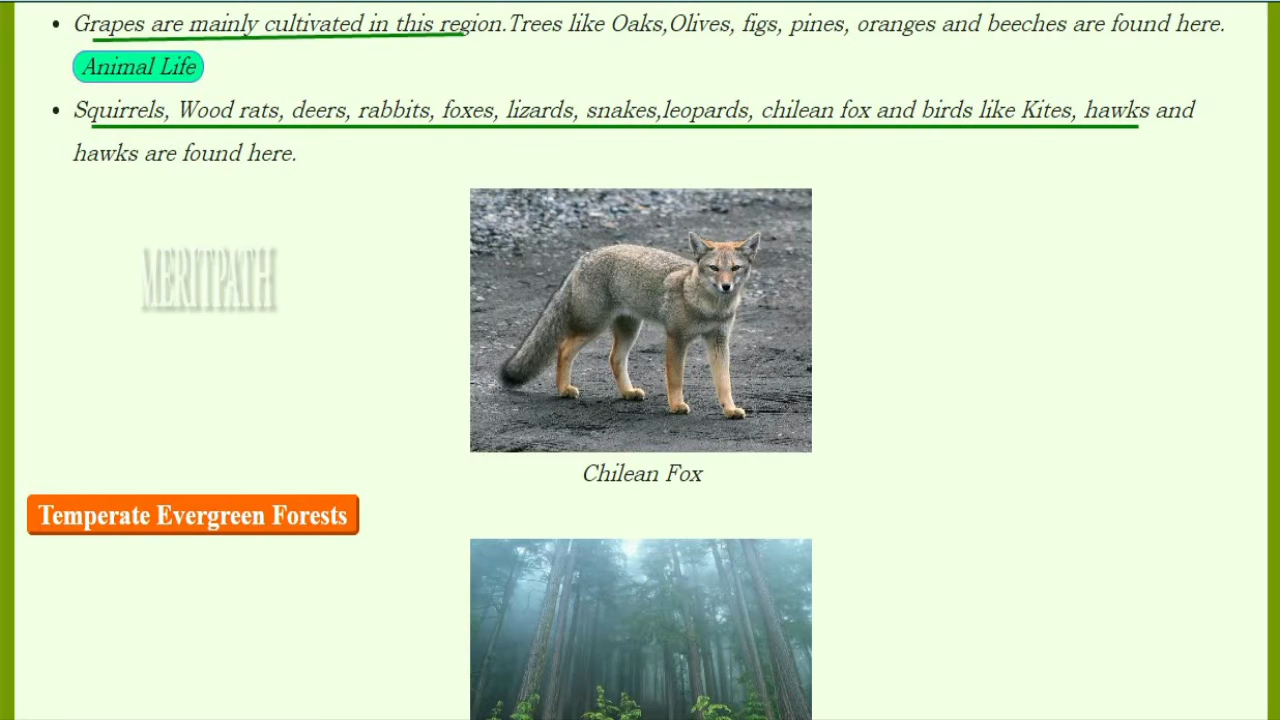 Grapes are mainly cultivated in this region.Trees like Oaks,Olives, figs, pines, oranges and beeches are found here.
Animal Life
Squirrels, Wood rats, deers, rabbits, foxes, lizards, snakes,leopards, chilean fox and birds like Kites, hawks and
hawks are found here.
MERITPATH
Chilean Fox
Temperate Evergreen Forests